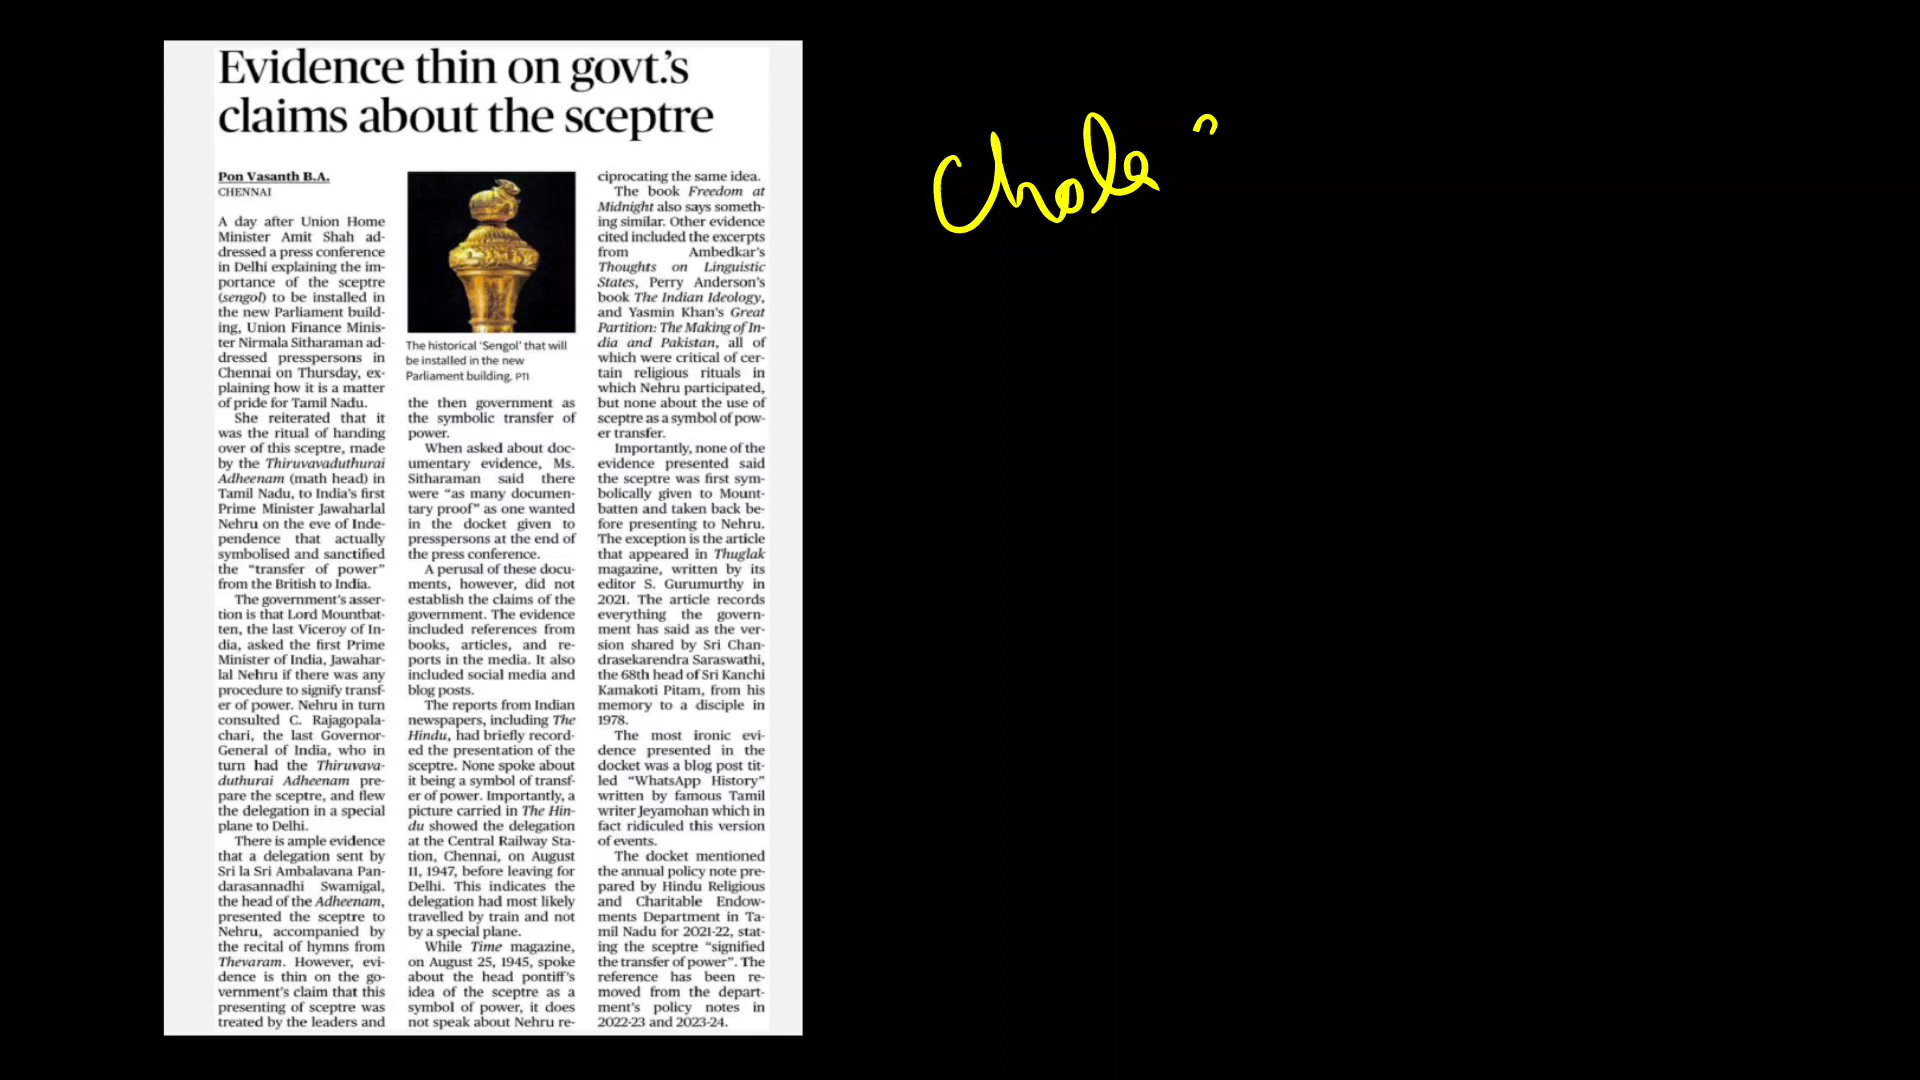 Evidence thin on govt.'s
claims about the sceptre
Pon Vasanth B.A.
CHENNAI
A day after Union Home
Minister Amit Shah ad-
dressed a press conference
in Delhi explaining the im-
portance of the sceptre
(sengol) to be installed in
the new Parliament build-
ing, Union Finance Minis-
ter Nirmala Sitharaman ad-
dressed presspersons in
Chennai on Thursday, ex-
plaining how it is a matter
of pride for Tamil Nadu.
She reiterated that it
was the ritual of handing
over of this sceptre, made
by the Thiruvavaduthurai
Adheenam (math head) in
Tamil Nadu, to India's first
Prime Minister Jawaharlal
Nehru on the eve of Inde-
pendence that actually
symbolised and sanctified
the “transfer of power”
from the British to India.
The government's asser-
tion is that Lord Mountbat-
ten, the last Viceroy of In-
dia, asked the first Prime
Minister of India, Jawahar-
lal Nehru if there was any
procedure to signify transf-
er of power. Nehru in turn
consulted C. Rajagopala-
chari, the last Governor-
General of India, who in
turn had the Thiruvava-
duthurai Adheenam pre-
pare the sceptre, and flew
the delegation in a special
plane to Delhi.
There is ample evidence
that a delegation sent by
Sri la Sri Ambalavana Pan-
darasannadhi Swamigal,
the head of the Adheenam,
presented the sceptre to
Nehru, accompanied by
the recital of hymns from
Thevaram. However, evi-
dence is thin on the go-
vernment's claim that this
presenting of sceptre was
treated by the leaders and
The historical ‘Sengol’ that will
be installed in the new
Parliament building. PTI
the then government as
the symbolic transfer of
power.
When asked about doc-
umentary evidence, Ms.
Sitharaman said there
were “as many documen-
tary proof” as one wanted
in the docket given to
presspersons at the end of
the press conference.
A perusal of these docu-
ments, however, did not
establish the claims of the
government. The evidence
included references from
books, articles, and re-
ports in the media. It also
included social media and
blog posts.
The reports from Indian
newspapers, including The
Hindu, had briefly record-
ed the presentation of the
sceptre. None spoke about
it being a symbol of transf-
er of power. Importantly, a
picture carried in The Hin-
du showed the delegation
at the Central Railway Sta-
tion, Chennai, on August
11, 1947, before leaving for
Delhi. This indicates the
delegation had most likely
travelled by train and not
by a special plane.
While Time magazine,
on August 25, 1945, spoke
about the head pontiff's
idea of the sceptre as a
symbol of power, it does
not speak about Nehru re-
ciprocating the same idea.
The book Freedom at
Midnight also says someth-
ing similar. Other evidence
cited included the excerpts
from Ambedkar's
Thoughts on Linguistic
States, Perry Anderson's
book The Indian Ideology,
and Yasmin Khan's Great
Partition: The Making of In-
dia and Pakistan, all of
which were critical of cer-
tain religious rituals in
which Nehru participated,
but none about the use of
sceptre as a symbol of pow-
er transfer.
Importantly, none of the
evidence presented said
the sceptre was first sym-
bolically given to Mount-
batten and taken back be-
fore presenting to Nehru.
The exception is the article
that appeared in Thuglak
magazine, written by its
editor S. Gurumurthy in
2021. The article records
everything the govern-
ment has said as the ver-
sion shared by Sri Chan-
drasekarendra Saraswathi,
the 68th head of Sri Kanchi
Kamakoti Pitam, from his
memory to a disciple in
1978.
The most ironic evi-
dence presented in the
docket was a blog post tit-
led “WhatsApp History”
written by famous Tamil
writer Jeyamohan which in
fact ridiculed this version
of events.
The docket mentioned
the annual policy note pre-
pared by Hindu Religious
and Charitable Endow-
ments Department in Ta-
mil Nadu for 2021-22, stat-
ing the sceptre “signified
the transfer of power”. The
reference has been re-
moved from the depart-
ment's policy notes in
2022-23 and 2023-24.
Chola